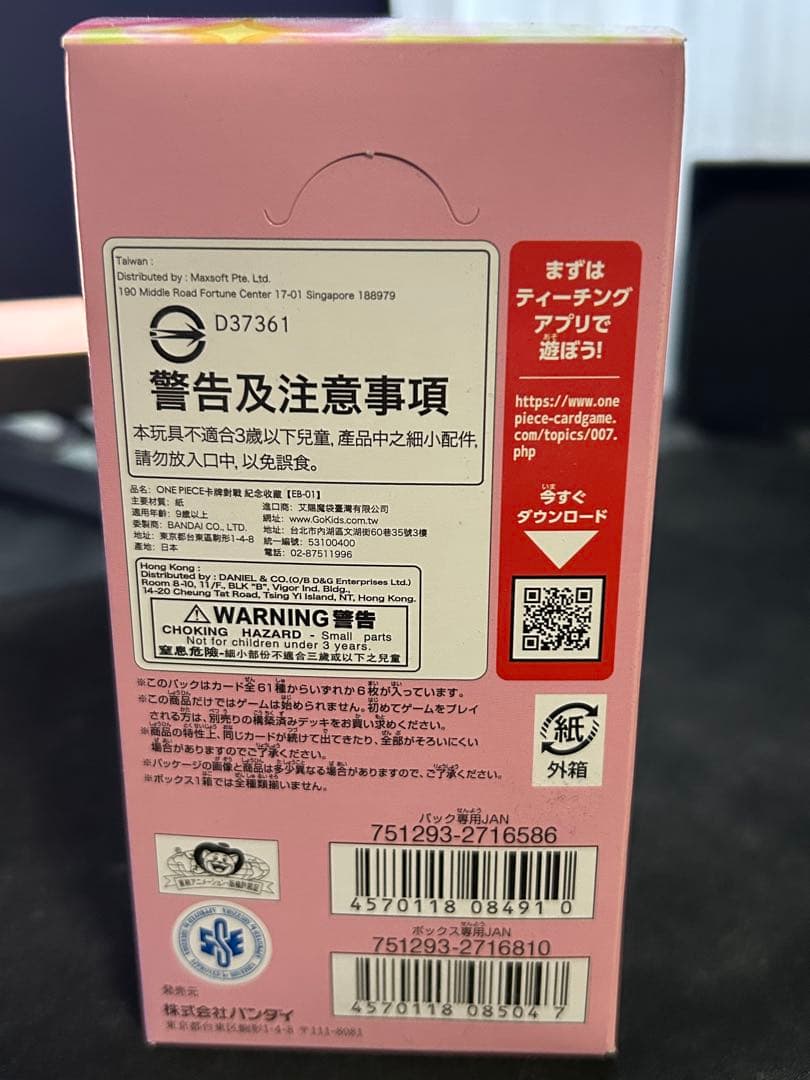 Taiwan :
Distributed by : Maxsoft Pte. Ltd.
190 Middle Road Fortune Center 17-01 Singapore 188979
D37361
警告及注意事項
本玩具不適合3歲以下兒童, 產品中之細小配件,
請勿放入口中, 以免誤食。
品名: ONE PIECE卡牌對戰 紀念收藏【EB-01】
主要材質: 紙
適用年齡: 9歲以上
委製商: BANDAI CO., LTD.
地址: 東京都台東區駒形1-4-8
產地: 日本
進口商: 艾賜魔袋臺灣有限公司
網址: www.GoKids.com.tw
地址: 台北市內湖區文湖街60巷35號3樓
統一編號: 53100400
電話: 02-87511996
Hong Kong :
Distributed by : DANIEL & CO.(O/B D&G Enterprises Ltd.)
Room 8-10, 11/F., BLK "B", Vigor Ind. Bldg.,
14-20 Cheung Tat Road, Tsing Yi Island, NT, Hong Kong.
⚠WARNING 警告
CHOKING HAZARD - Small parts
Not for children under 3 years.
窒息危險-細小部份不適合三歲或以下之兒童
まずは
ティーチング
アプリで
遊ぼう!
https://www.one
piece-cardgame.
com/topics/007.
php
今すぐ
ダウンロード
※このパックはカード全61種からいずれか6枚が入っています。
※この商品だけではゲームは始められません。初めてゲームをプレイ
される方は、別売りの構築済みデッキをお買い求めください。
※商品の特性上、同じカードが続けて出てきたり、全部がそろいにくい
場合がありますのでご了承ください。
※パッケージの画像と商品は多少異なる場合がありますので、ご了承ください。
※ボックス1箱では全種類揃いません。
紙
外箱
パック専用JAN
751293-2716586
4570118 08491 0
ボックス専用JAN
751293-2716810
4570118 08504 7
発売元
株式会社バンダイ
東京都台東区駒形1-4-8 〒111-8081